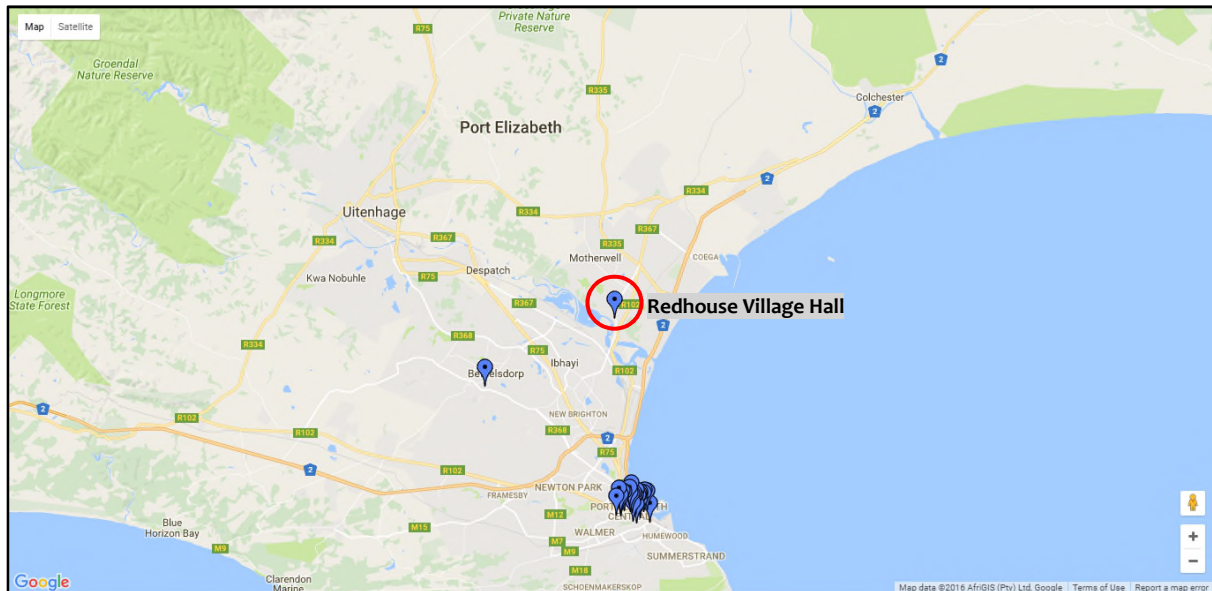 Map Satellite
Private Nature
Reserve
R75
Groendal
Nature Reserve
2
R335
Colchester
2
Port Elizabeth
2
R334
R334
Uitenhage
R334
R367
R367
R335
R334
Motherwell
COEGA
Despatch
R75
Kwa Nobuhle
Longmore
State Forest
R367
R102
Redhouse Village Hall
2
R368
R334
R75
Ibhayi
R102
2
R102
NEW BRIGHTON
R102
R368
2
R75
R102
2
NEWTON PARK
FRAMESBY
M12
Blue
Horizon Bay
M15
WALMER
HUMEWOOD
M7
M9
M9
SUMMERSTRAND
M18
Clarendon
Marine
SCHOENMAKERSKOP
Google
Map data ©2016 AfriGIS (Pty) Ltd, Google Terms of Use Report a map error